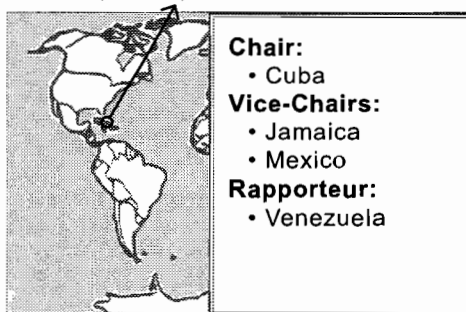 Chair:
• Cuba
Vice-Chairs:
• Jamaica
• Mexico
Rapporteur:
• Venezuela